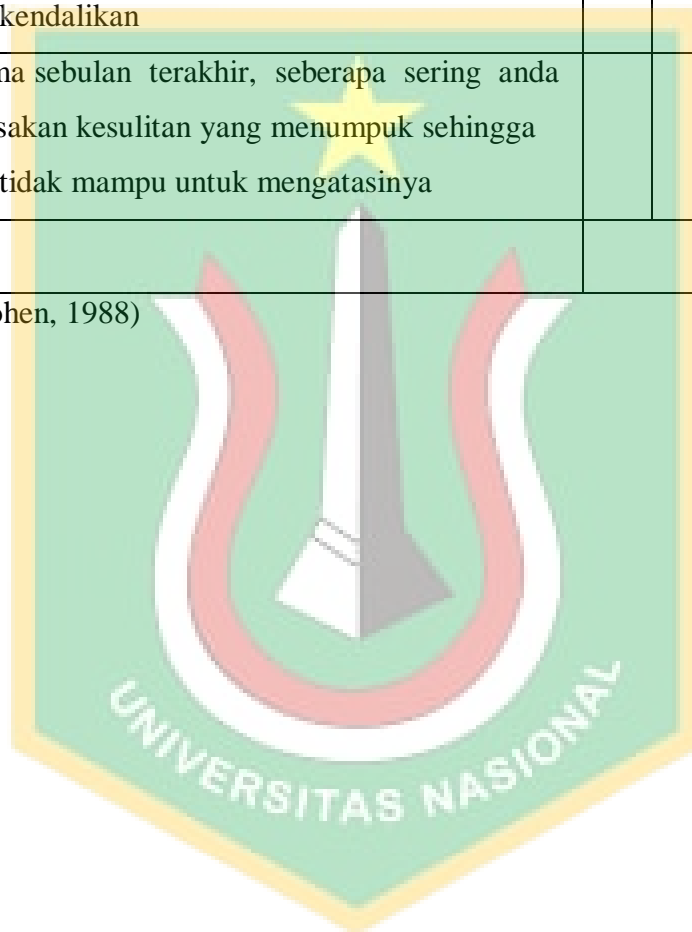 kendalikan
na sebulan terakhir, seberapa sering anda
sakan kesulitan yang menumpuk sehingga
tidak mampu untuk mengatasinya
ohen, 1988)
UNIVERSITAS NASIONAL